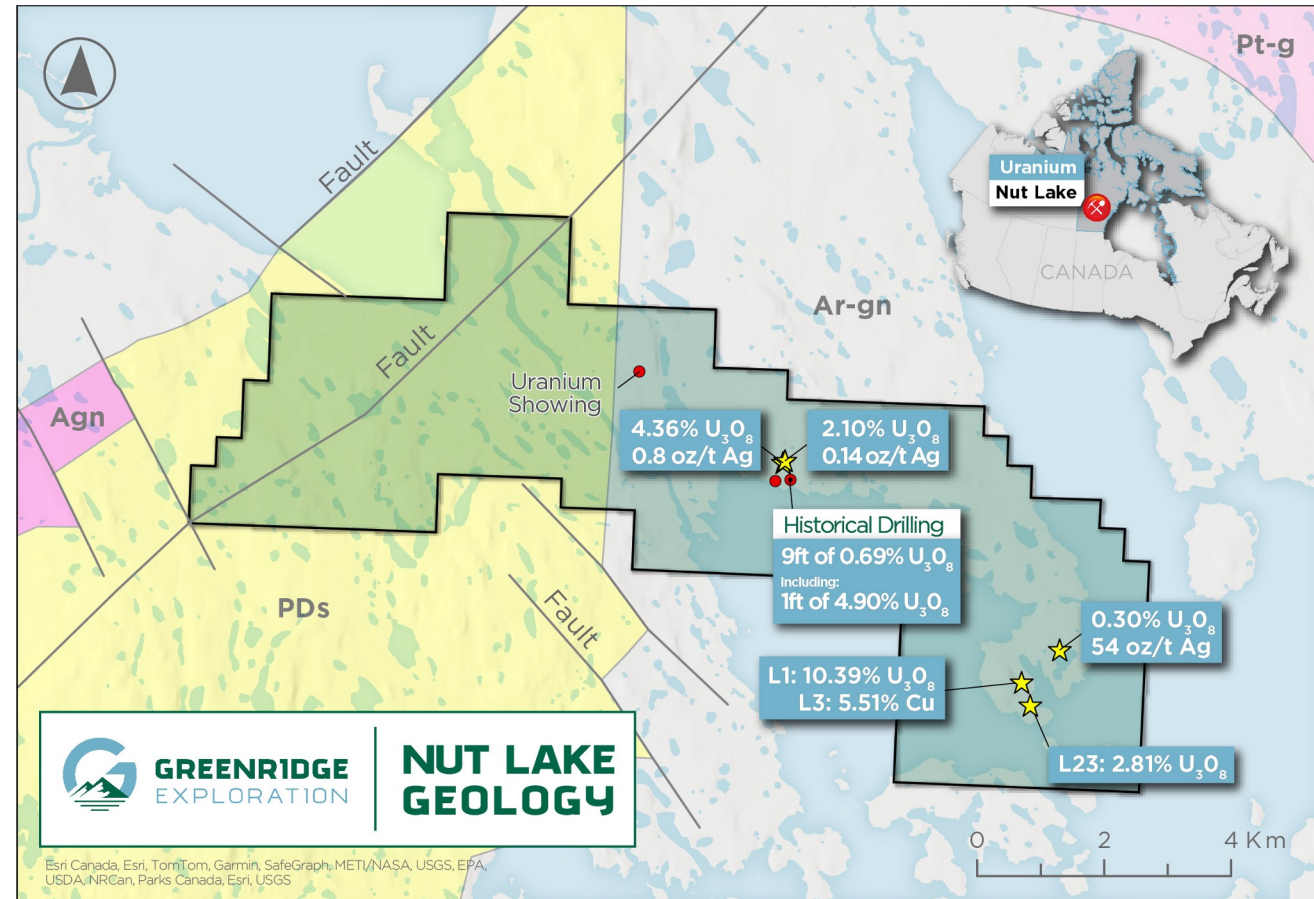 Pt-g
Fault
Uranium
Nut Lake
CANADA
Ar-gn
Fault
Uranium
Showing
Agn
4.36% U₃O₈
0.8 oz/t Ag
2.10% U₃O₈
0.14 oz/t Ag
Historical Drilling
9ft of 0.69% U₃O₈
Including:
1ft of 4.90% U₃O₈
PDs
Fault
0.30% U₃O₈
54 oz/t Ag
L1: 10.39% U₃O₈
L3: 5.51% Cu
L23: 2.81% U₃O₈
GREENRIDGE
EXPLORATION
NUT LAKE
GEOLOGY
0 2 4 Km
Esri Canada, Esri, TomTom, Garmin, SafeGraph, METI/NASA, USGS, EPA,
USDA, NRCan, Parks Canada, Esri, USGS